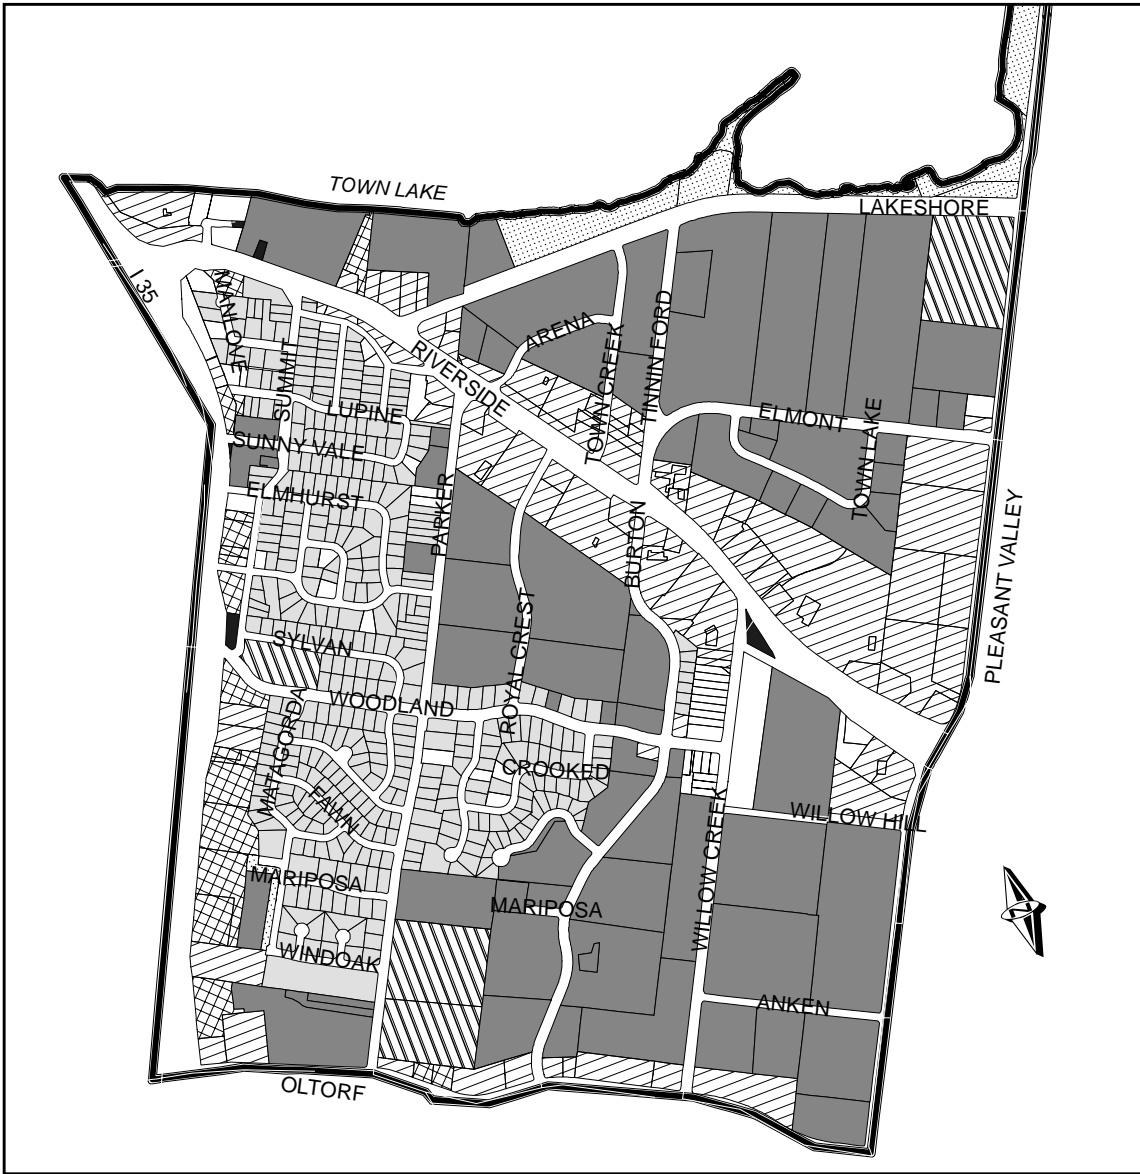 TOWN LAKE
LAKESHORE
I 35
MANLOVE
SUMMIT
ARENA
TOWN CREEK
TINNIN FORD
RIVERSIDE
LUPINE
ELMONT
TOWN LAKE
SUNNY VALE
ELMHURST
PARKER
BURTON
PLEASANT VALLEY
SYLVAN
ROYAL CREST
WOODLAND
MATAGORDA
CROOKED
FAWN
WILLOW HILL
WILLOW CREEK
MARIPOSA
MARIPOSA
WINDOAK
ANKEN
OLTORF